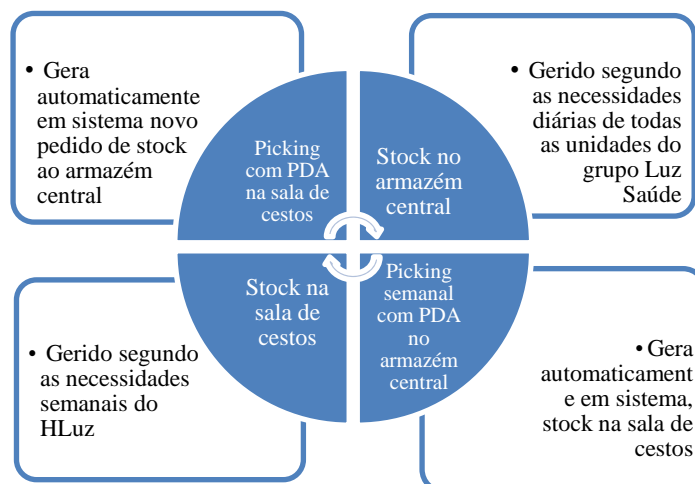 • Gera
automaticamente
em sistema novo
pedido de stock
ao armazém
central
Picking
com PDA
na sala de
cestos
Stock no
armazém
central
• Gerido segundo
as necessidades
diárias de todas
as unidades do
grupo Luz
Saúde
• Gerido segundo
as necessidades
semanais do
HLuz
Stock na
sala de
cestos
Picking
semanal
com PDA
no
armazém
central
• Gera
automaticament
e em sistema,
stock na sala de
cestos